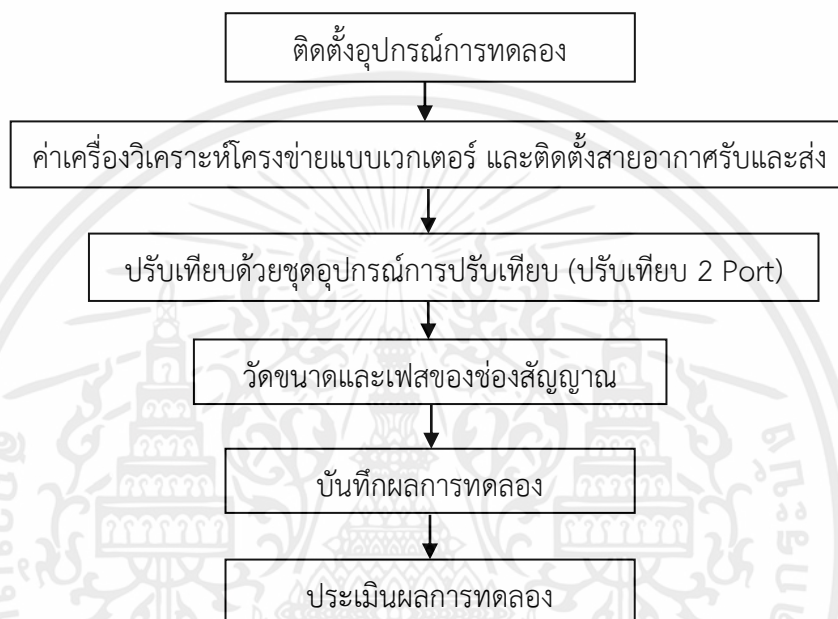 ติดตั้งอุปกรณ์การทดลอง
ค่าเครื่องวิเคราะห์โครงข่ายแบบเวกเตอร์ และติดตั้งสายอากาศรับและส่ง
ปรับเทียบด้วยชุดอุปกรณ์การปรับเทียบ (ปรับเทียบ 2 Port)
วัดขนาดและเฟสของช่องสัญญาณ
บันทึกผลการทดลอง
ประเมินผลการทดลอง